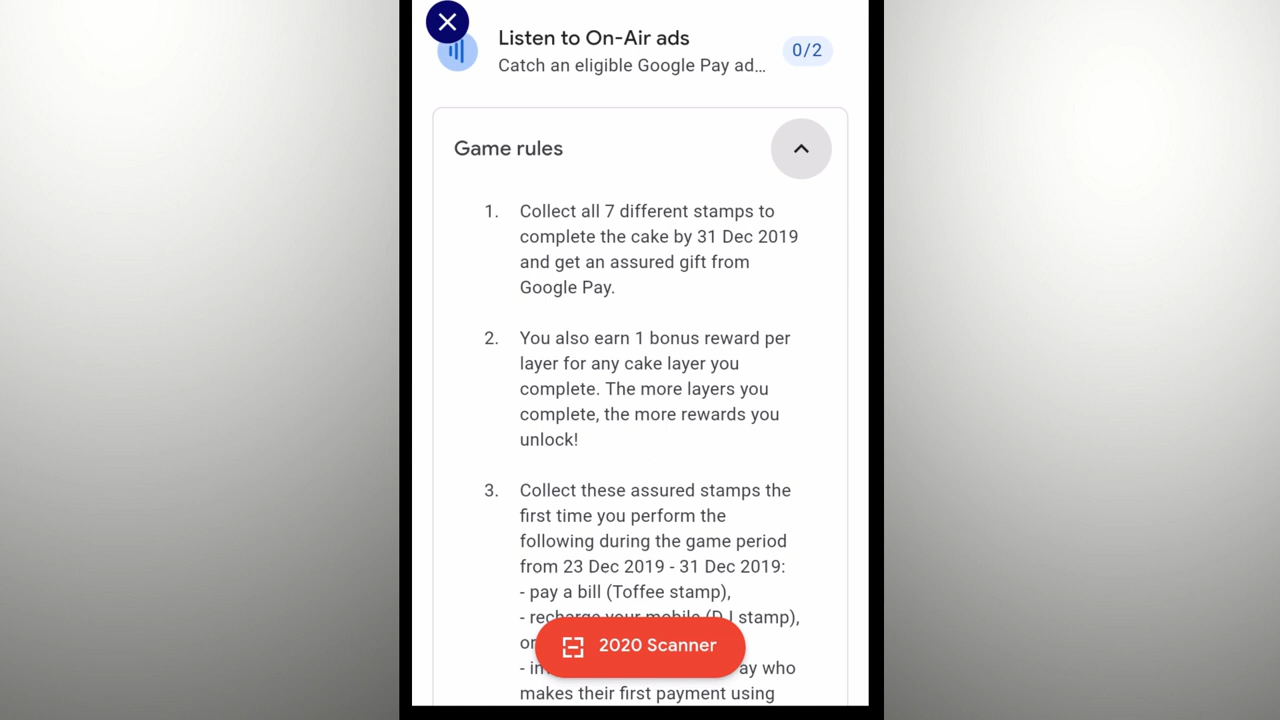 Listen to On-Air ads
Catch an eligible Google Pay ad...
0/2
Game rules
1. Collect all 7 different stamps to
complete the cake by 31 Dec 2019
and get an assured gift from
Google Pay.
2. You also earn 1 bonus reward per
layer for any cake layer you
complete. The more layers you
complete, the more rewards you
unlock!
3. Collect these assured stamps the
first time you perform the
following during the game period
from 23 Dec 2019 - 31 Dec 2019:
- pay a bill (Toffee stamp),
- recharge your mobile (DJ stamp),
or
- in ay who
makes their first payment using
2020 Scanner